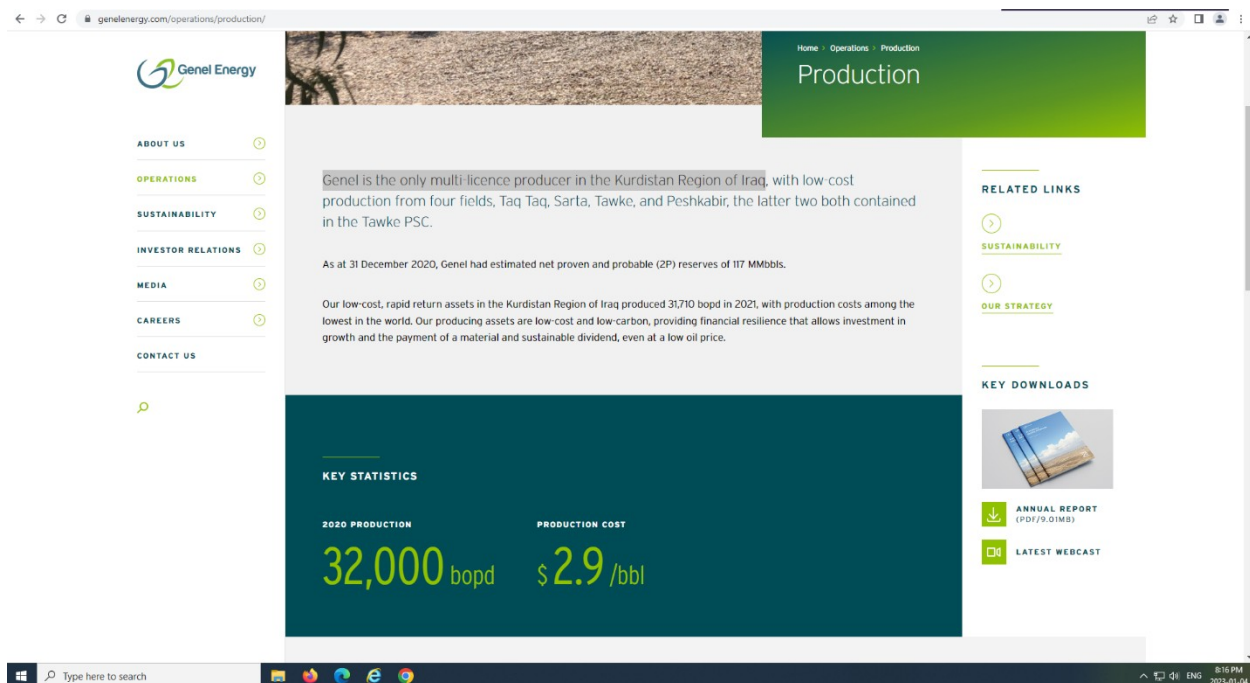 genelenergy.com/operations/production/
Genel Energy
Home > Operations > Production
Production
ABOUT US
OPERATIONS
SUSTAINABILITY
INVESTOR RELATIONS
MEDIA
CAREERS
CONTACT US
Genel is the only multi-licence producer in the Kurdistan Region of Iraq, with low-cost
production from four fields, Taq Taq, Sarta, Tawke, and Peshkabir, the latter two both contained
in the Tawke PSC.
As at 31 December 2020, Genel had estimated net proven and probable (2P) reserves of 117 MMbbls.
Our low-cost, rapid return assets in the Kurdistan Region of Iraq produced 31,710 bopd in 2021, with production costs among the
lowest in the world. Our producing assets are low-cost and low-carbon, providing financial resilience that allows investment in
growth and the payment of a material and sustainable dividend, even at a low oil price.
KEY STATISTICS
2020 PRODUCTION
32,000 bopd
PRODUCTION COST
$ 2.9 /bbl
RELATED LINKS
SUSTAINABILITY
OUR STRATEGY
KEY DOWNLOADS
ANNUAL REPORT
(PDF/9.01MB)
LATEST WEBCAST
Type here to search
ENG
8:16 PM
2023-01-04